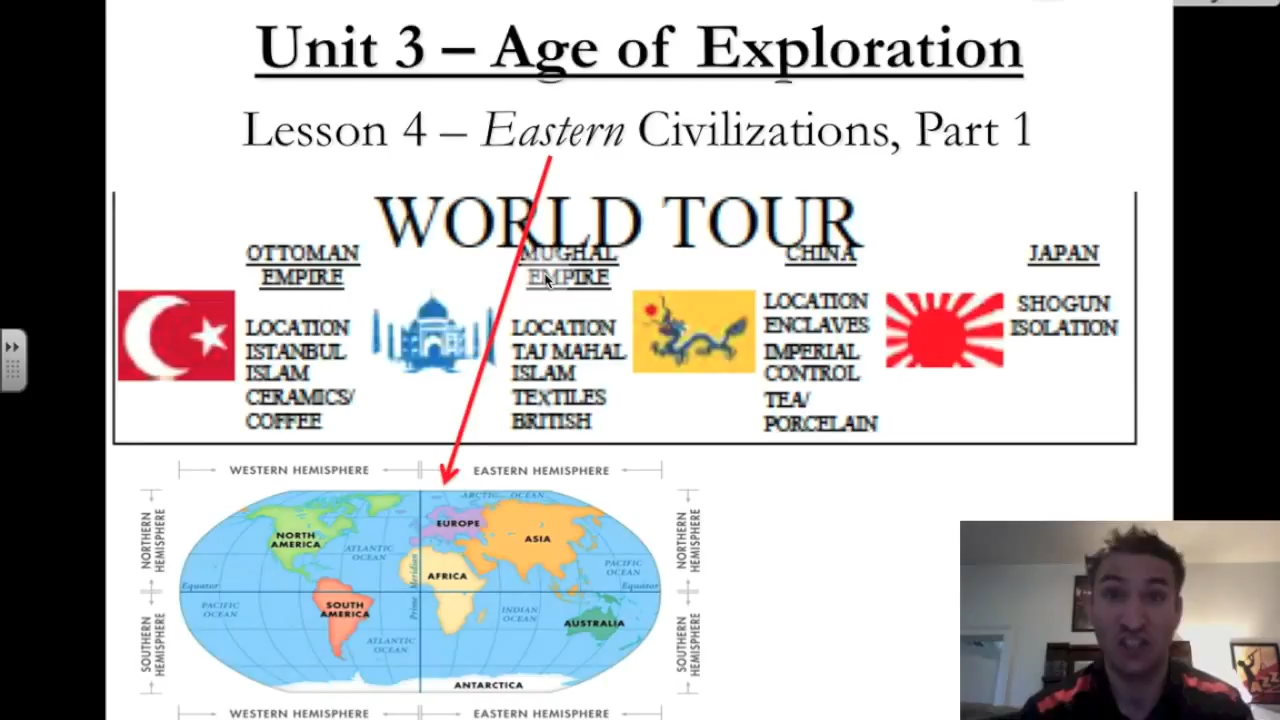 Unit 3 – Age of Exploration
Lesson 4 – Eastern Civilizations, Part 1
WORLD TOUR
OTTOMAN
EMPIRE
LOCATION
ISTANBUL
ISLAM
CERAMICS/
COFFEE
MUGHAL
EMPIRE
LOCATION
TAJ MAHAL
ISLAM
TEXTILES
BRITISH
CHINA
LOCATION
ENCLAVES
IMPERIAL
CONTROL
TEA/
PORCELAIN
JAPAN
SHOGUN
ISOLATION
WESTERN HEMISPHERE
EASTERN HEMISPHERE
NORTHERN
HEMISPHERE
SOUTHERN
HEMISPHERE
ARCTIC OCEAN
NORTH
AMERICA
EUROPE
ASIA
ATLANTIC
OCEAN
AFRICA
PACIFIC
OCEAN
Equator
Equator
Prime Meridian
PACIFIC
OCEAN
SOUTH
AMERICA
INDIAN
OCEAN
AUSTRALIA
ATLANTIC
OCEAN
ANTARCTICA
NORTHERN
HEMISPHERE
SOUTHERN
HEMISPHERE
WESTERN HEMISPHERE
EASTERN HEMISPHERE